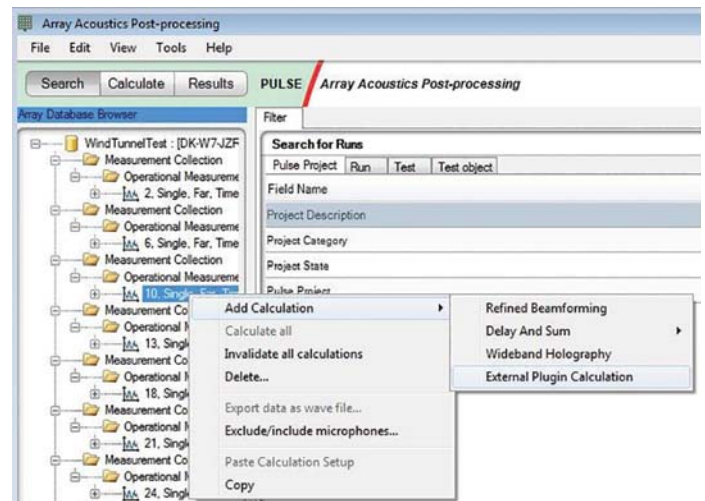 Array Acoustics Post-processing
File Edit View Tools Help
Search Calculate Results PULSE Array Acoustics Post-processing
Array Database Browser
Filter
WindTunnelTest : [DK-W7-JZF
Search for Runs
Measurement Collection
Pulse Project Run Test Test object
Operational Measureme
Field Name
2, Single, Far, Time
Measurement Collection
Project Description
Operational Measureme
6, Single, Far, Time
Project Category
Measurement Collection
Operational Measureme
Project State
10, Single, Far, Tim
Pulse Project
Measurement Co
Operational M
13, Singl
Measurement Co
Operational M
18, Singl
Measurement Co
Operational M
21, Singl
Measurement Co
Operational M
24, Singl
Add Calculation
Calculate all
Invalidate all calculations
Delete...
Export data as wave file...
Exclude/include microphones...
Paste Calculation Setup
Copy
Refined Beamforming
Delay And Sum
Wideband Holography
External Plugin Calculation